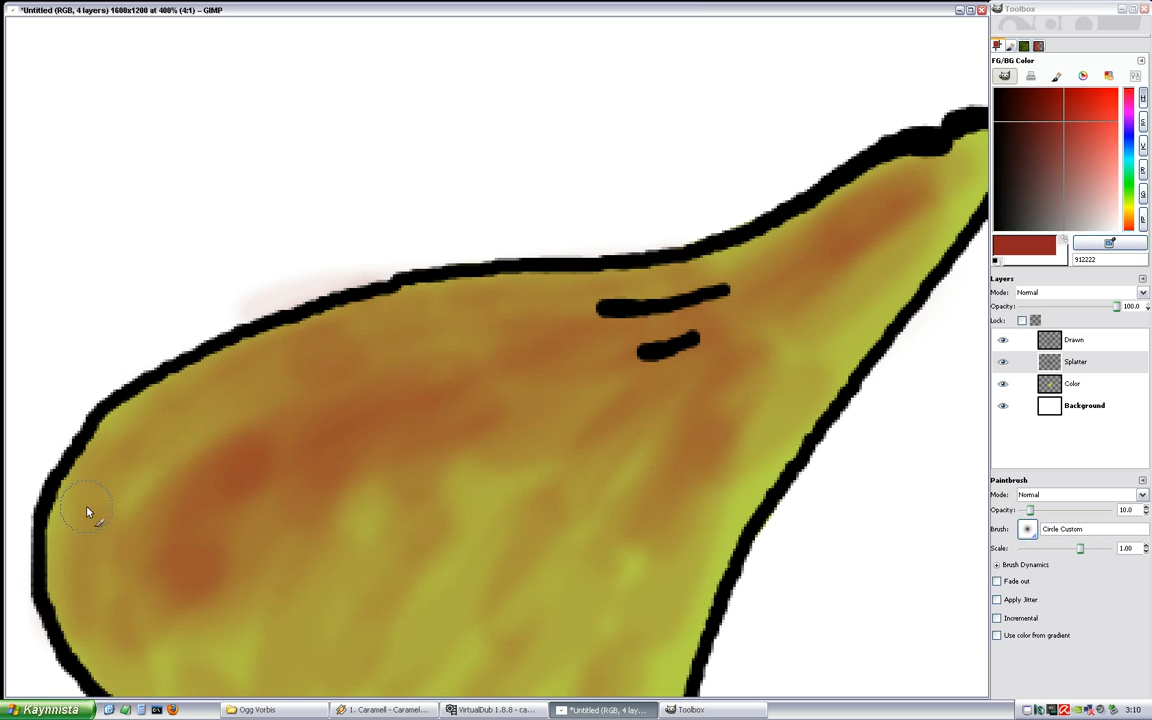 *Untitled (RGB, 4 layers) 1600x1200 at 400% (4:1) – GIMP
Toolbox
FG/BG Color
H
S
V
R
G
B
912222
Layers
Mode: Normal
Opacity: 100.0
Lock:
Drawn
Splatter
Color
Background
Paintbrush
Mode: Normal
Opacity: 10.0
Brush: Circle Custom
Scale: 1.00
Brush Dynamics
Fade out
Apply Jitter
Incremental
Use color from gradient
Käynnistä
Ogg Vorbis
1. Caramell - Caramel...
VirtualDub 1.8.8 - cap...
*Untitled (RGB, 4 lay...
Toolbox
3:10